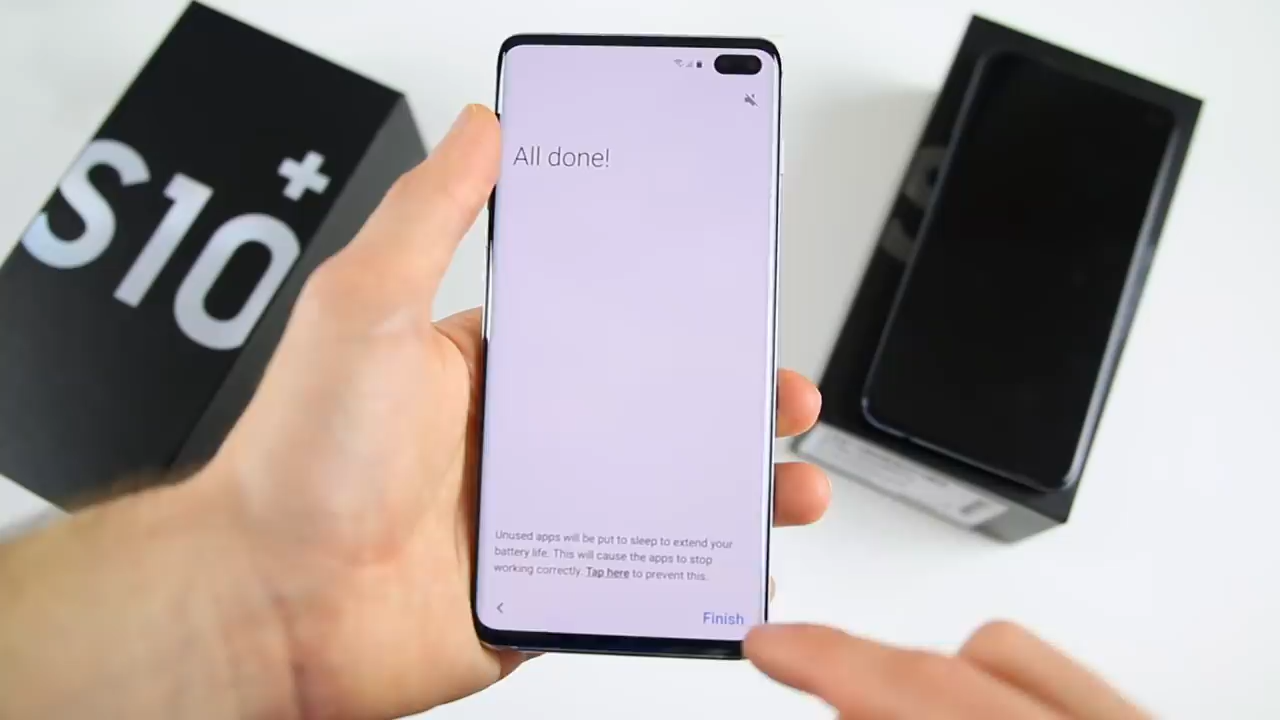 S10+
All done!
Unused apps will be put to sleep to extend your
battery life. This will cause the apps to stop
working correctly. Tap here to prevent this.
Finish